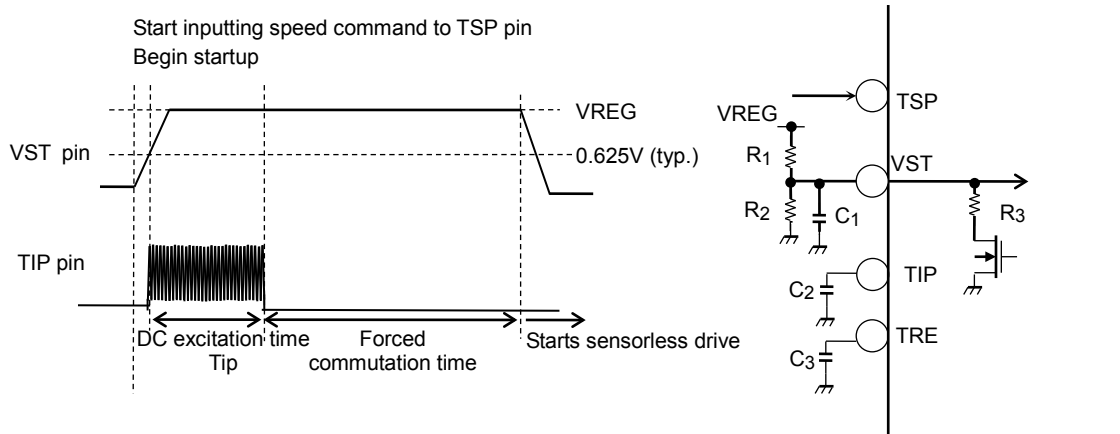 Start inputting speed command to TSP pin
Begin startup
VREG
VST pin
0.625V (typ.)
TIP pin
DC excitation time
Tip
Forced
commutation time
Starts sensorless drive
TSP
VREG
R1
VST
R2
C1
R3
C2
TIP
C3
TRE